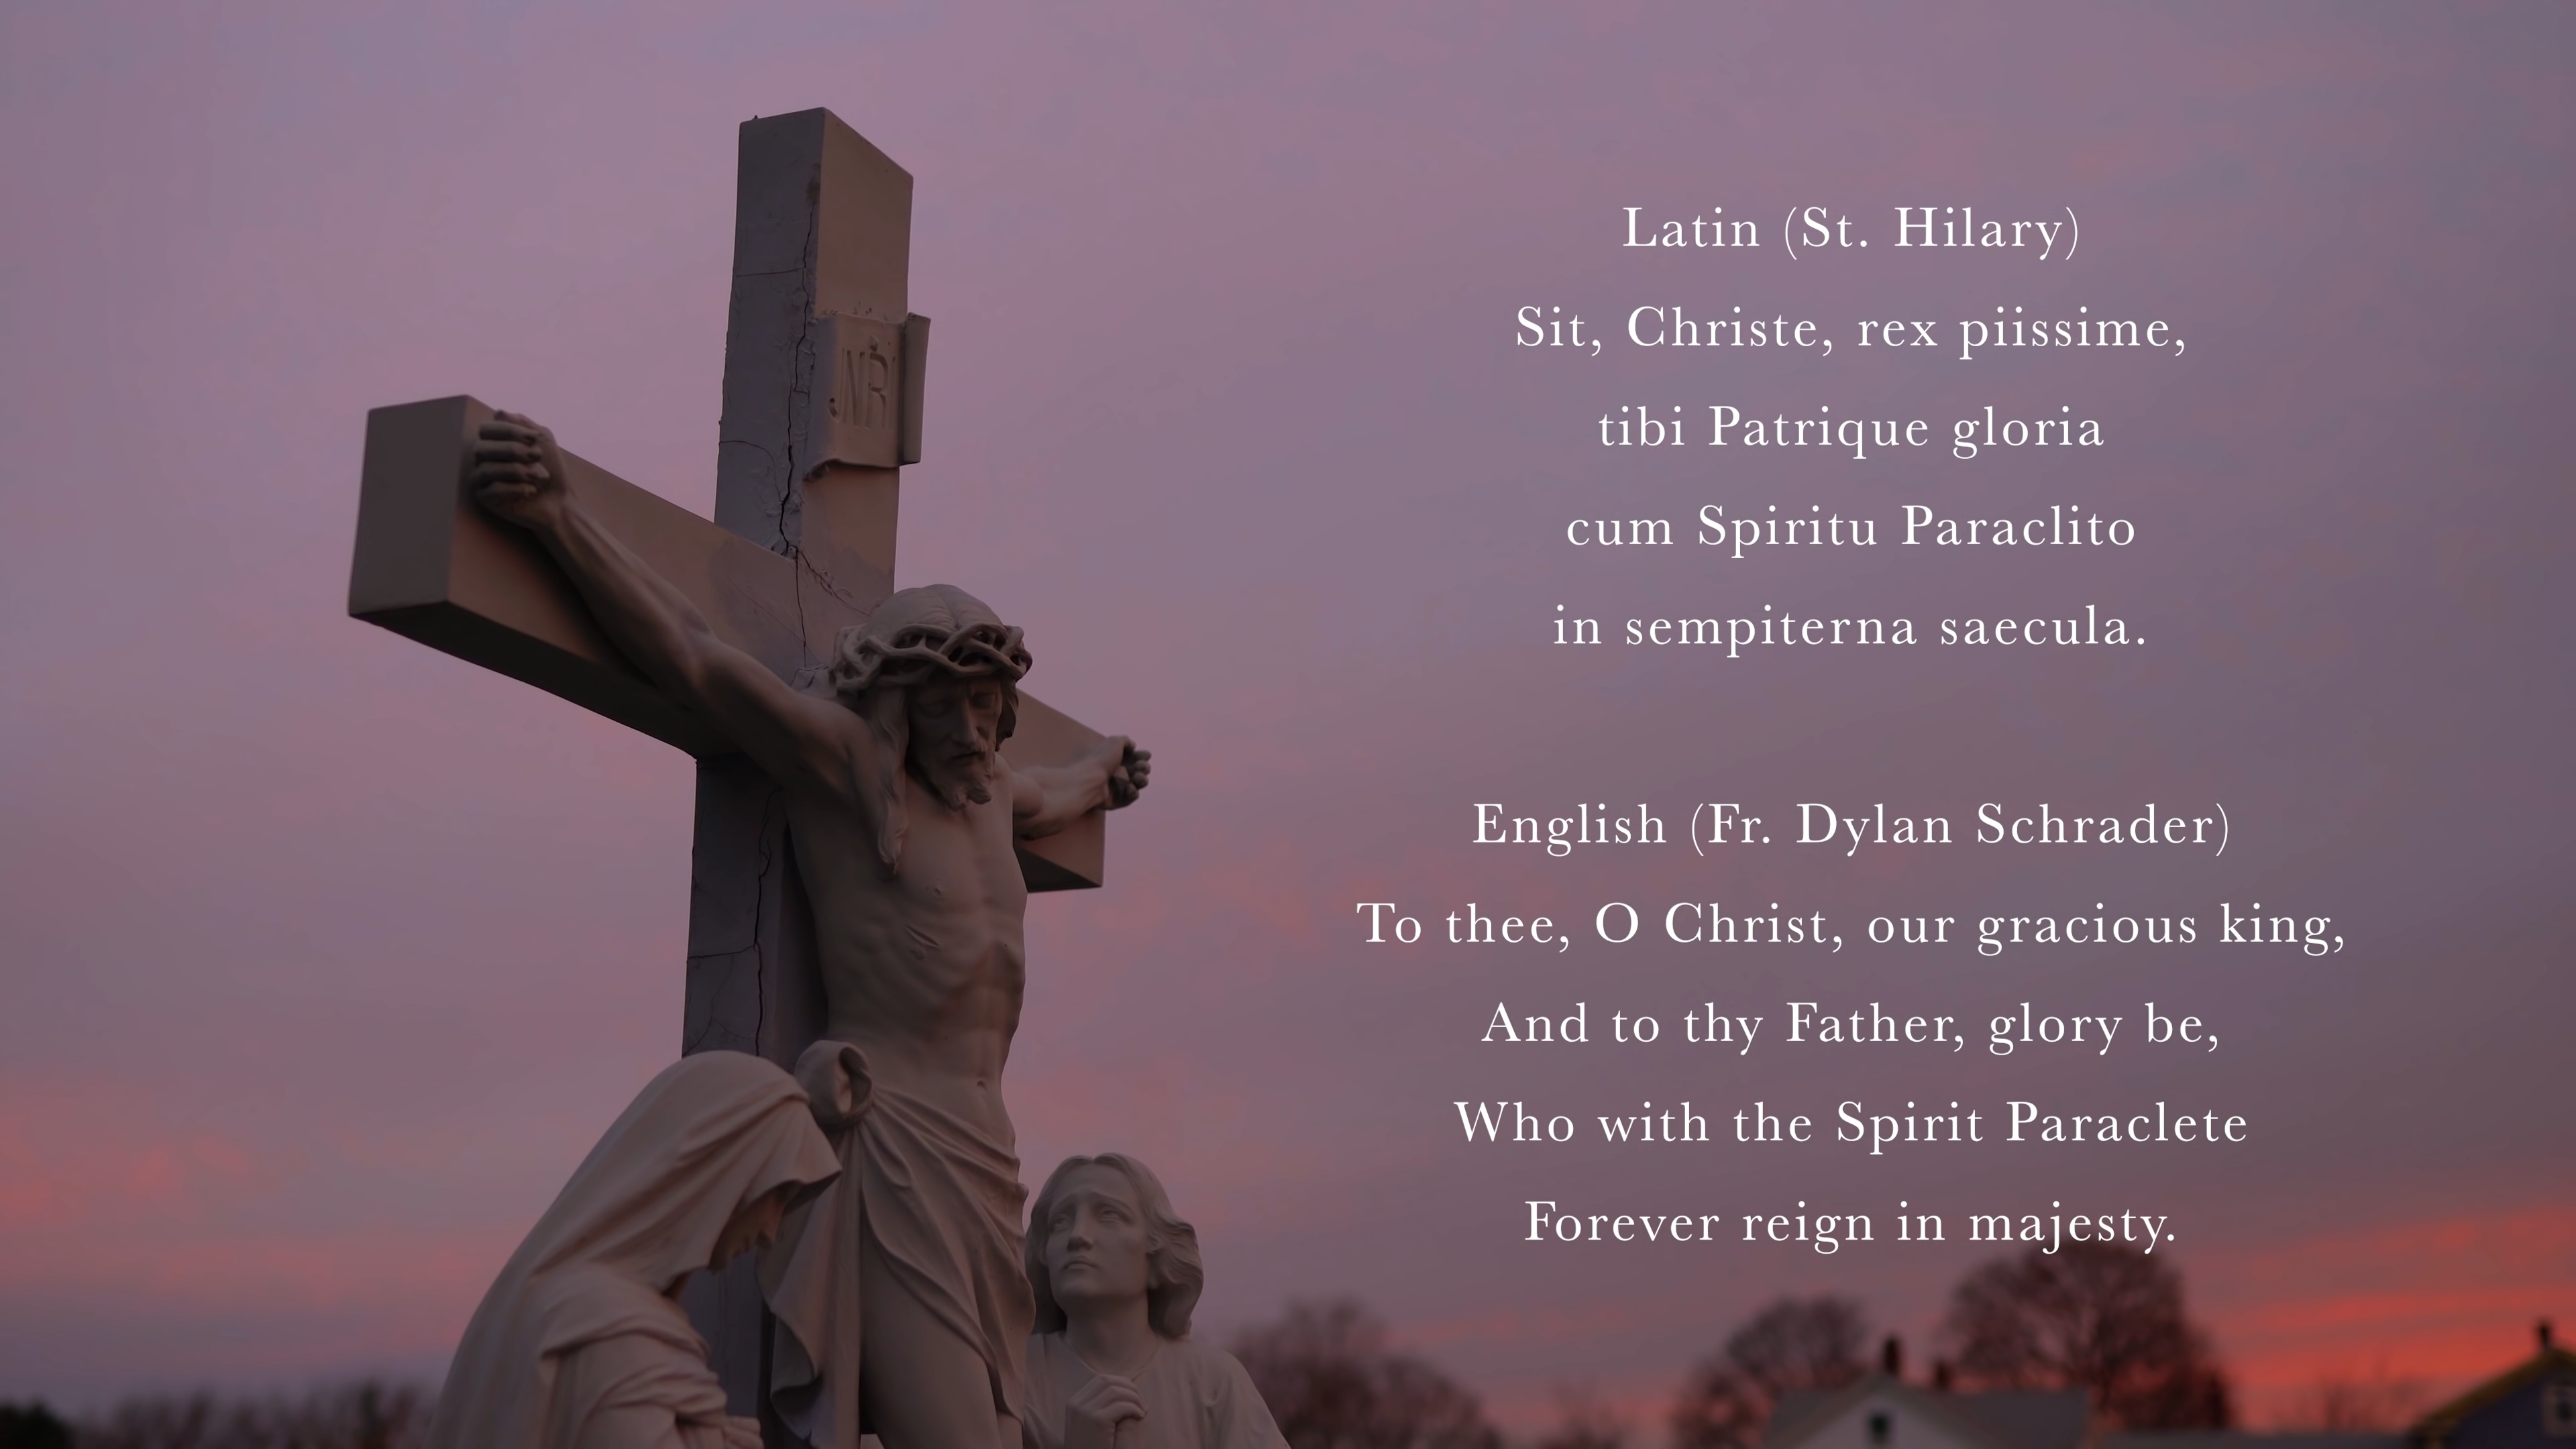 JNRI
Latin (St. Hilary)
Sit, Christe, rex piissime,
tibi Patrique gloria
cum Spiritu Paraclito
in sempiterna saecula.
English (Fr. Dylan Schrader)
To thee, O Christ, our gracious king,
And to thy Father, glory be,
Who with the Spirit Paraclete
Forever reign in majesty.